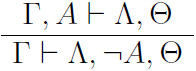 Γ, A ⊢ Λ, Θ
Γ ⊢ Λ, ¬A, Θ